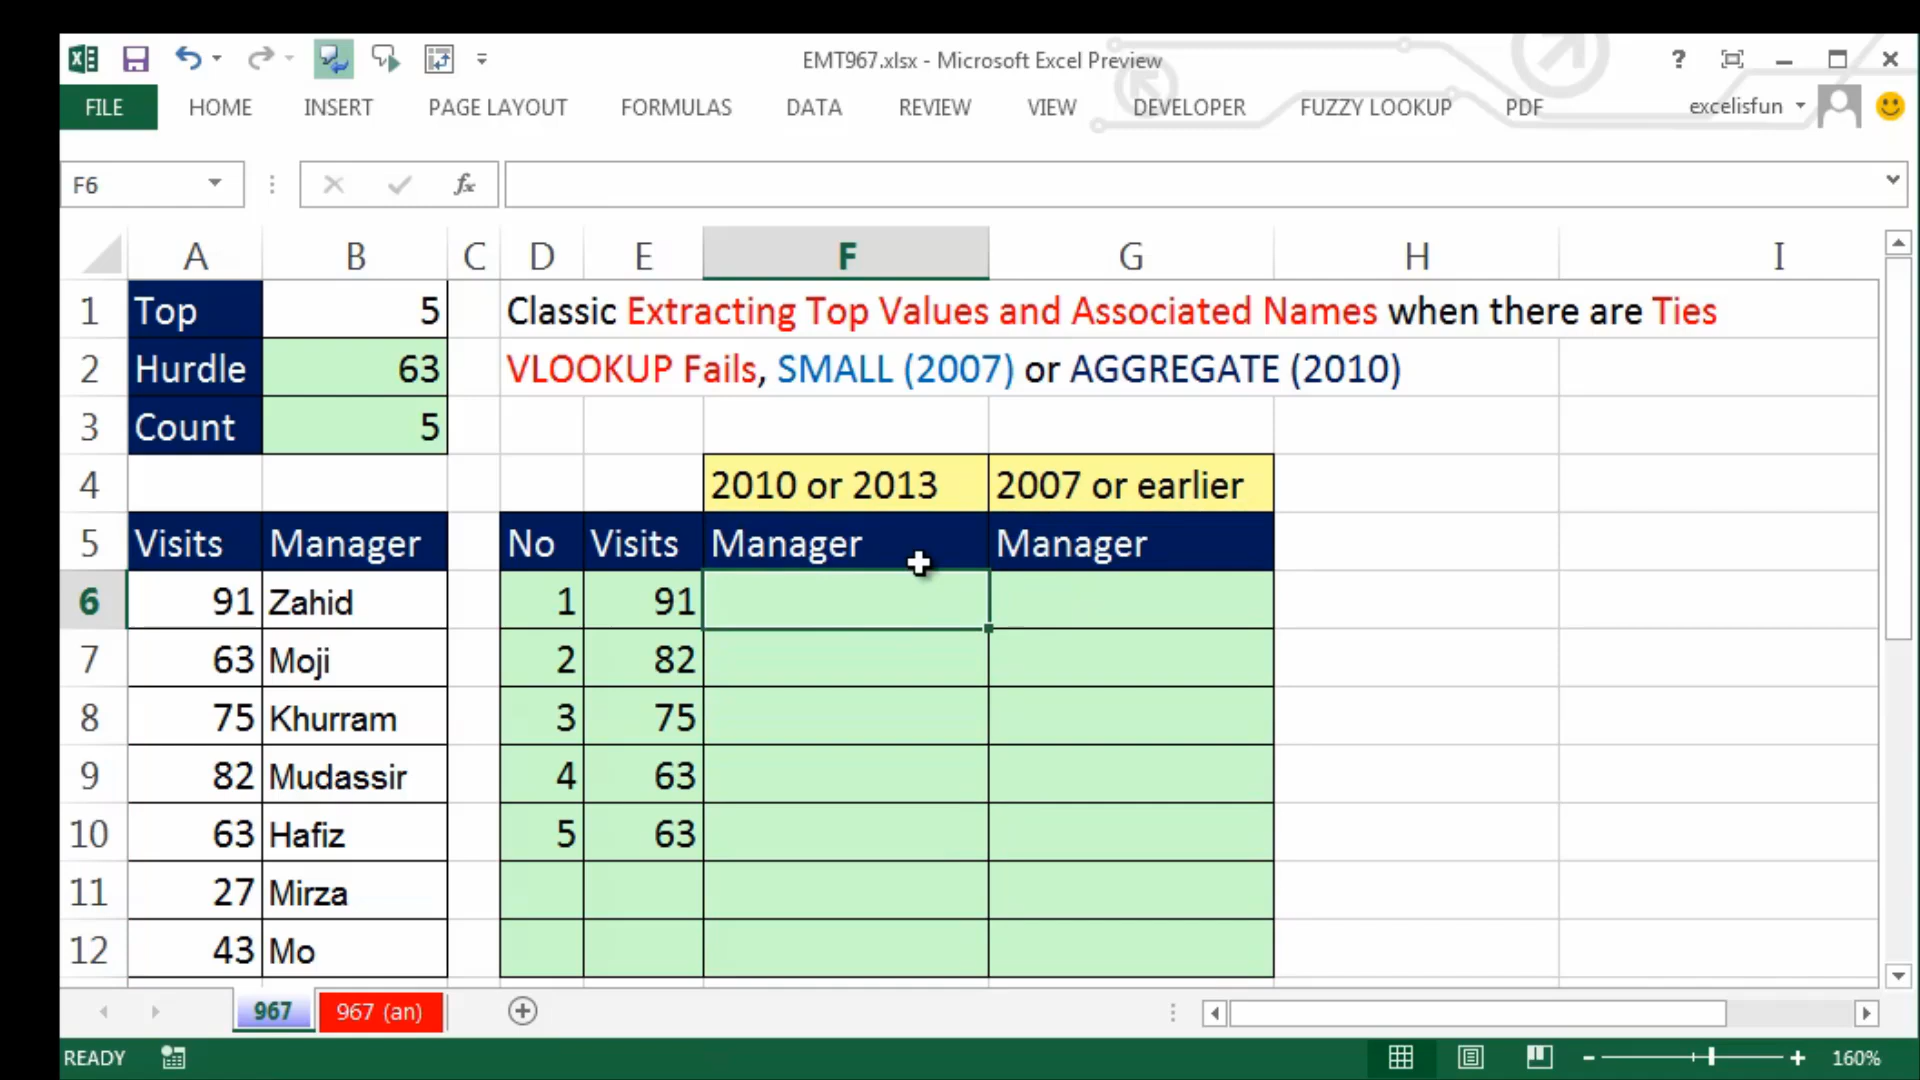 EMT967.xlsx - Microsoft Excel Preview
FILE HOME INSERT PAGE LAYOUT FORMULAS DATA REVIEW VIEW DEVELOPER FUZZY LOOKUP PDF excelisfun
F6 fx
A B C D E F G H I
1 Top 5 Classic Extracting Top Values and Associated Names when there are Ties
2 Hurdle 63 VLOOKUP Fails, SMALL (2007) or AGGREGATE (2010)
3 Count 5
4 2010 or 2013 2007 or earlier
5 Visits Manager No Visits Manager Manager
6 91 Zahid 1 91
7 63 Moji 2 82
8 75 Khurram 3 75
9 82 Mudassir 4 63
10 63 Hafiz 5 63
11 27 Mirza
12 43 Mo
967 967 (an)
READY 160%